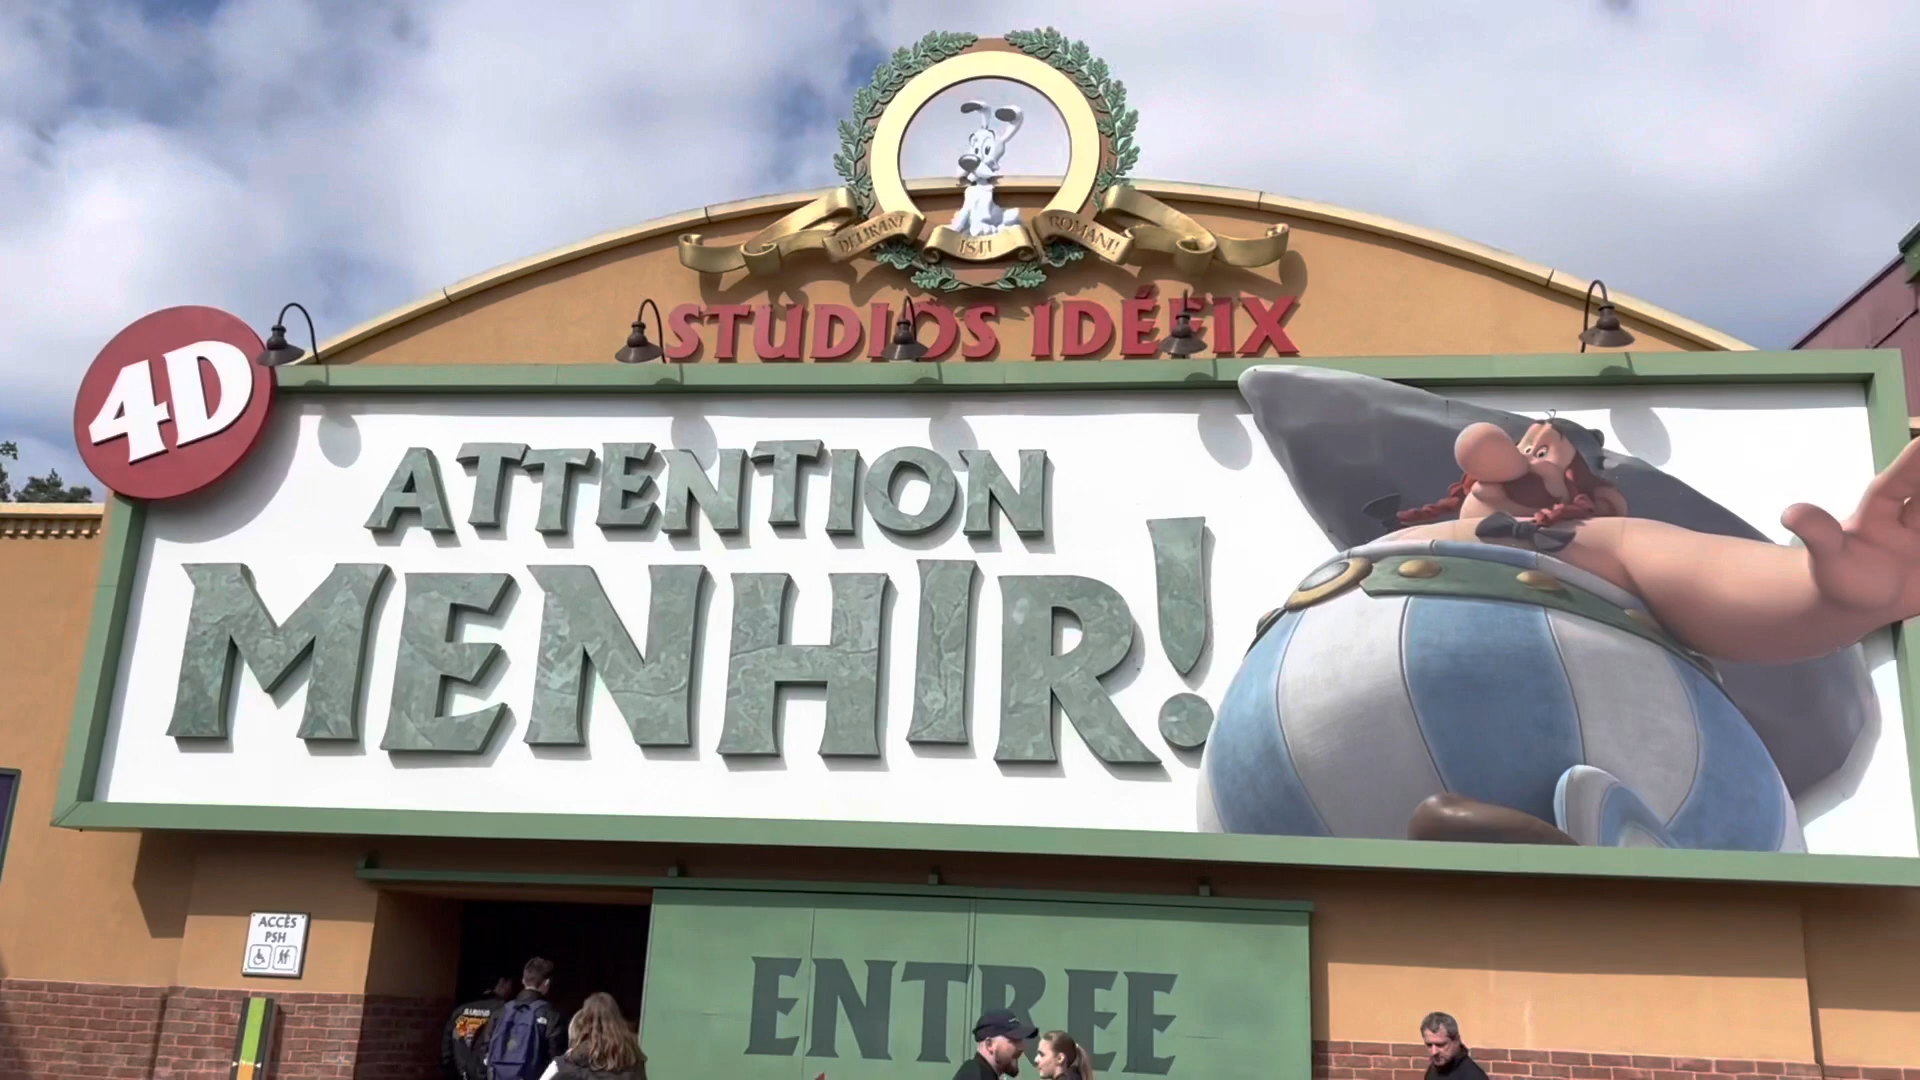 DELIRANT ISTI ROMANI!
STUDIOS IDÉFIX
4D
ATTENTION
MENHIR!
ACCÈS
PSH
ENTREE